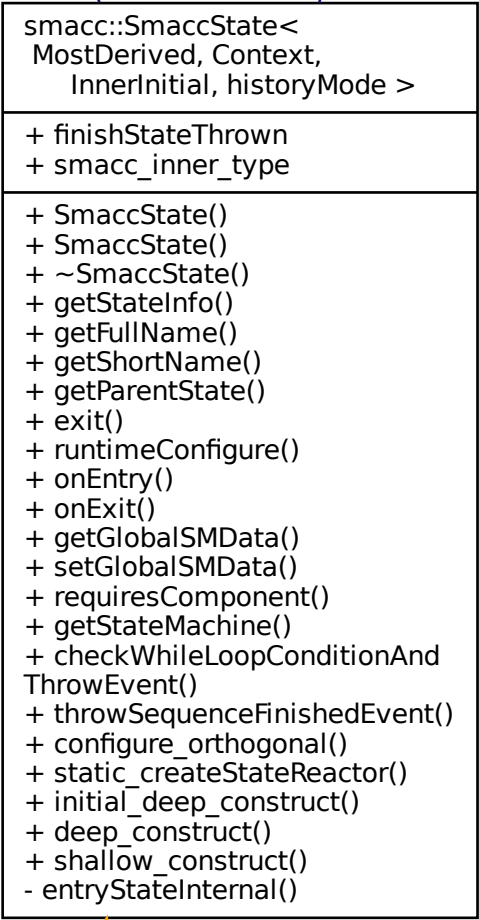 smacc::SmaccState<
MostDerived, Context,
InnerInitial, historyMode >
+ finishStateThrown
+ smacc_inner_type
+ SmaccState()
+ SmaccState()
+ ~SmaccState()
+ getStateInfo()
+ getFullName()
+ getShortName()
+ getParentState()
+ exit()
+ runtimeConfigure()
+ onEntry()
+ onExit()
+ getGlobalSMData()
+ setGlobalSMData()
+ requiresComponent()
+ getStateMachine()
+ checkWhileLoopConditionAnd
ThrowEvent()
+ throwSequenceFinishedEvent()
+ configure_orthogonal()
+ static_createStateReactor()
+ initial_deep_construct()
+ deep_construct()
+ shallow_construct()
- entryStateInternal()